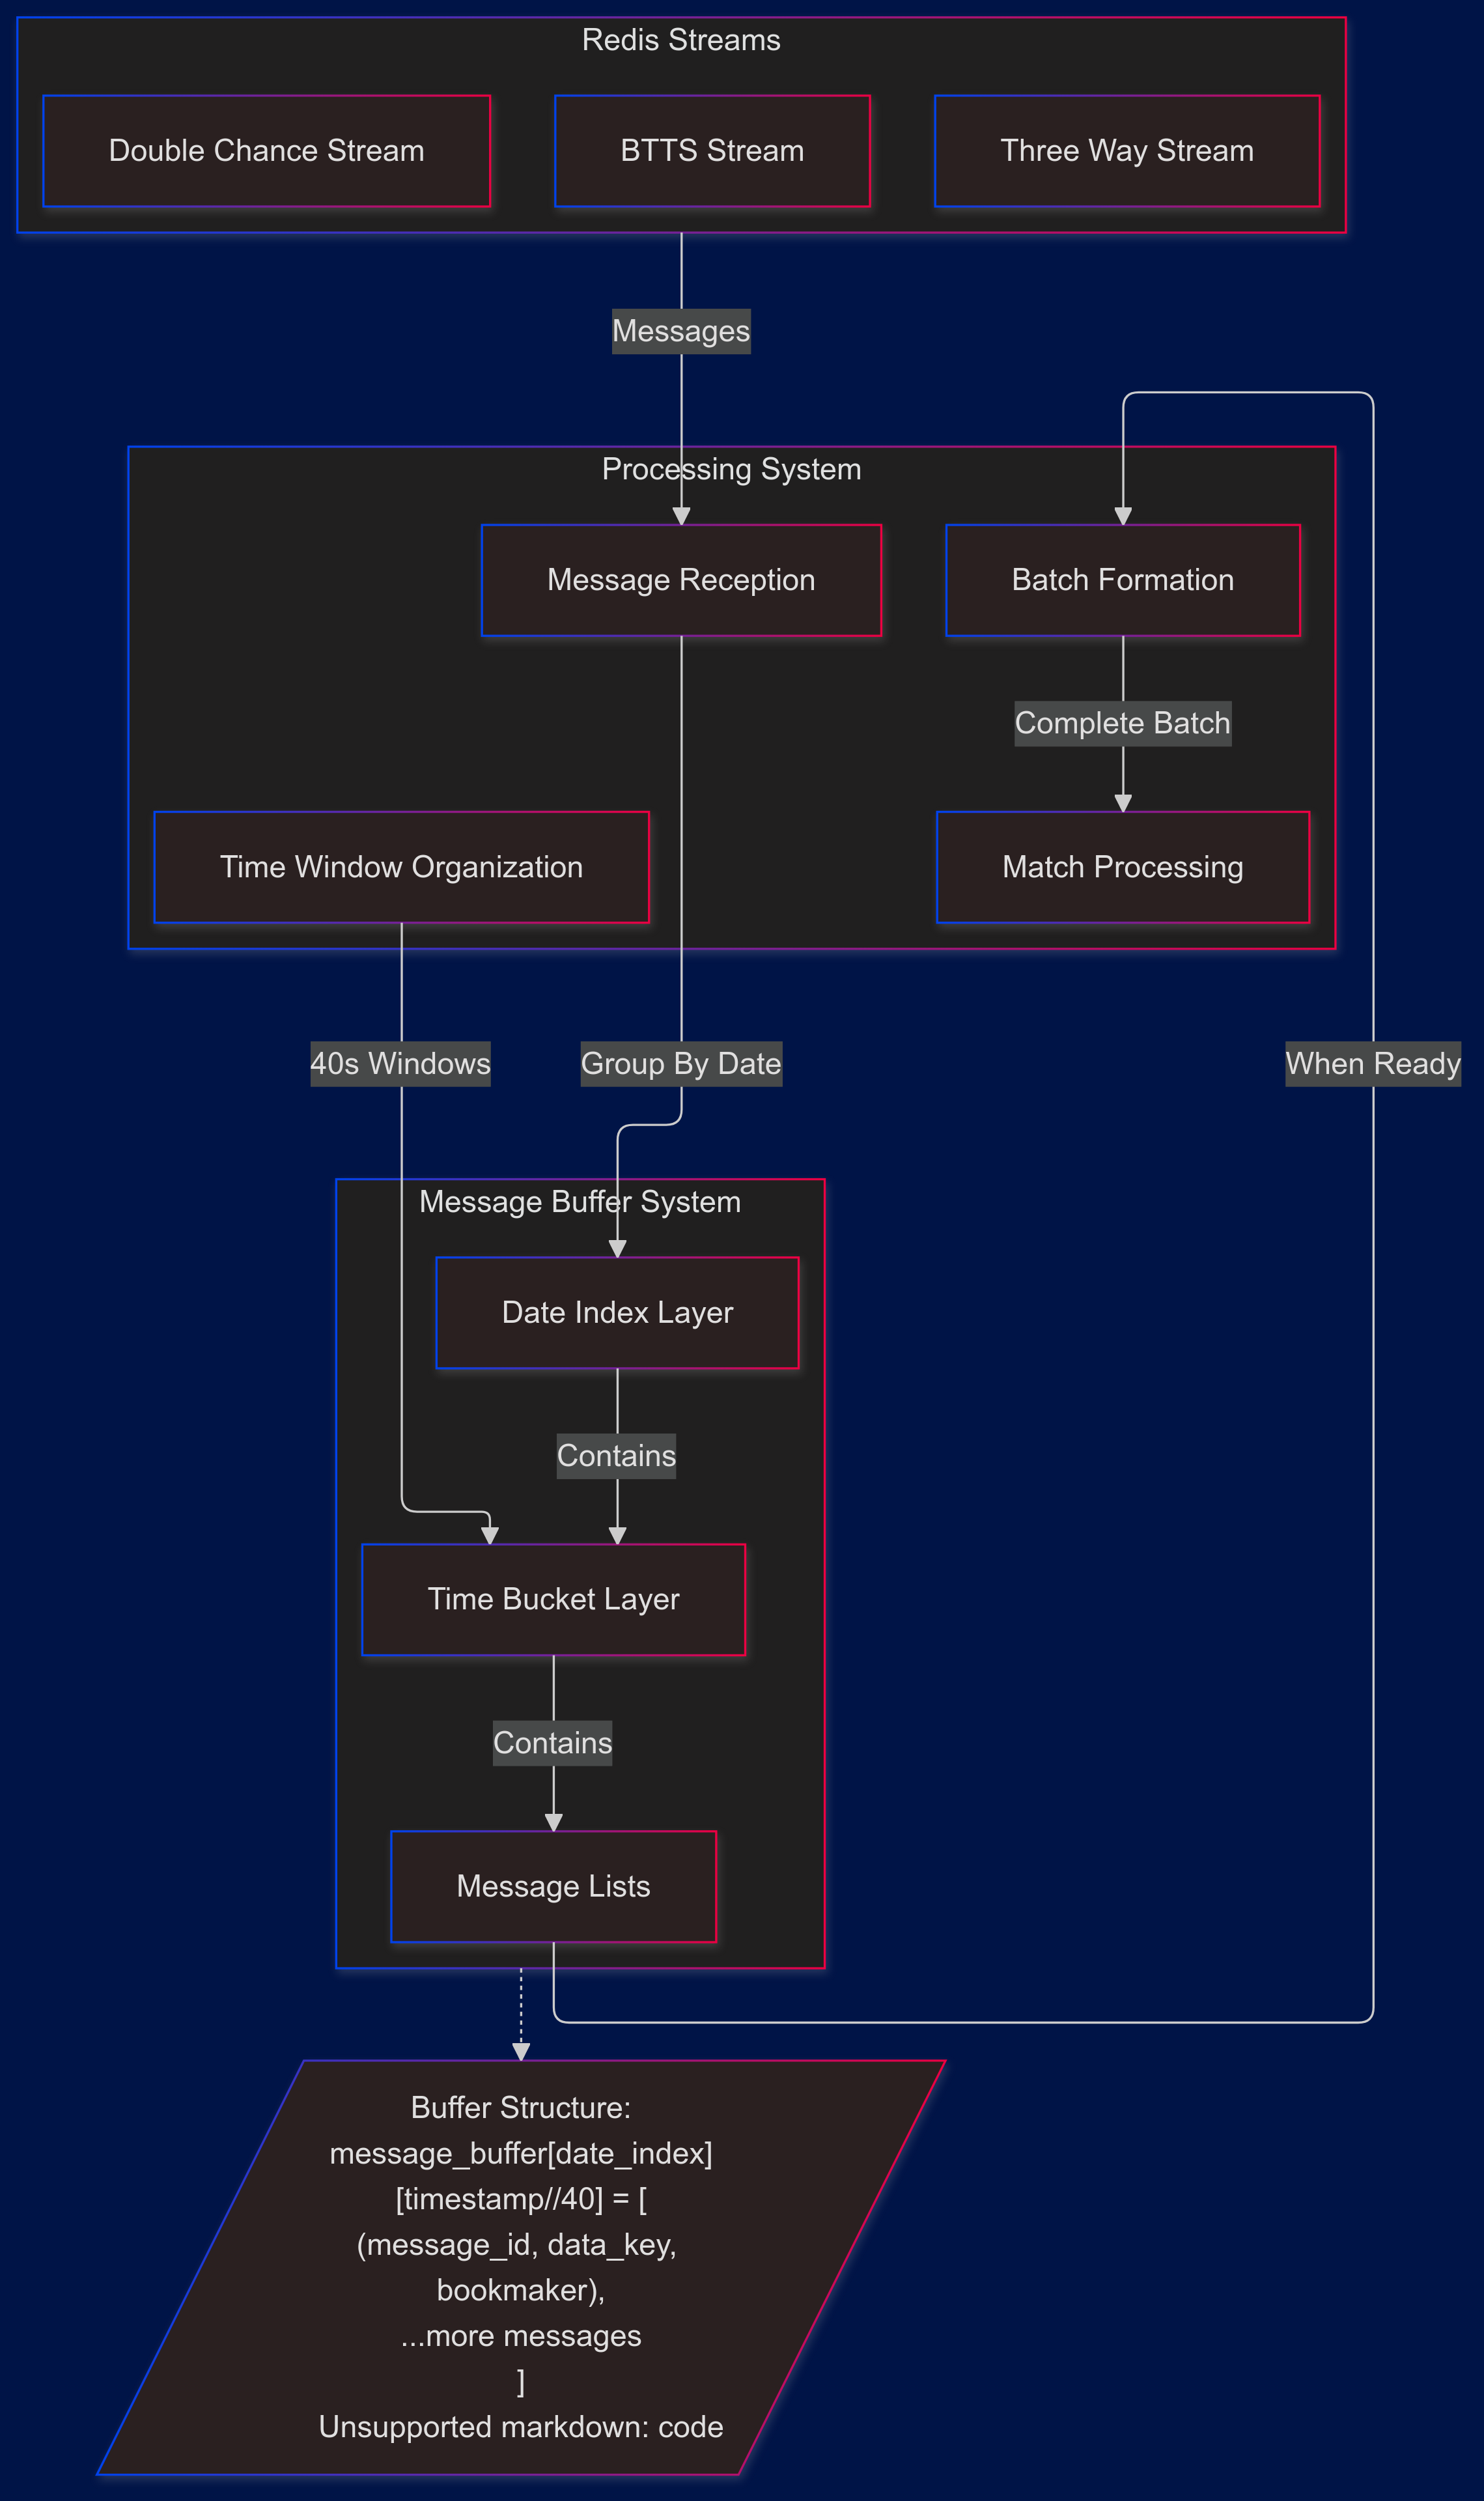 Redis Streams
Double Chance Stream
BTTS Stream
Three Way Stream
Messages
Processing System
Message Reception
Batch Formation
Complete Batch
Time Window Organization
Match Processing
40s Windows
Group By Date
When Ready
Message Buffer System
Date Index Layer
Contains
Time Bucket Layer
Contains
Message Lists
Buffer Structure:
message_buffer[date_index]
[timestamp//40] = [
(message_id, data_key,
bookmaker),
...more messages
]
Unsupported markdown: code